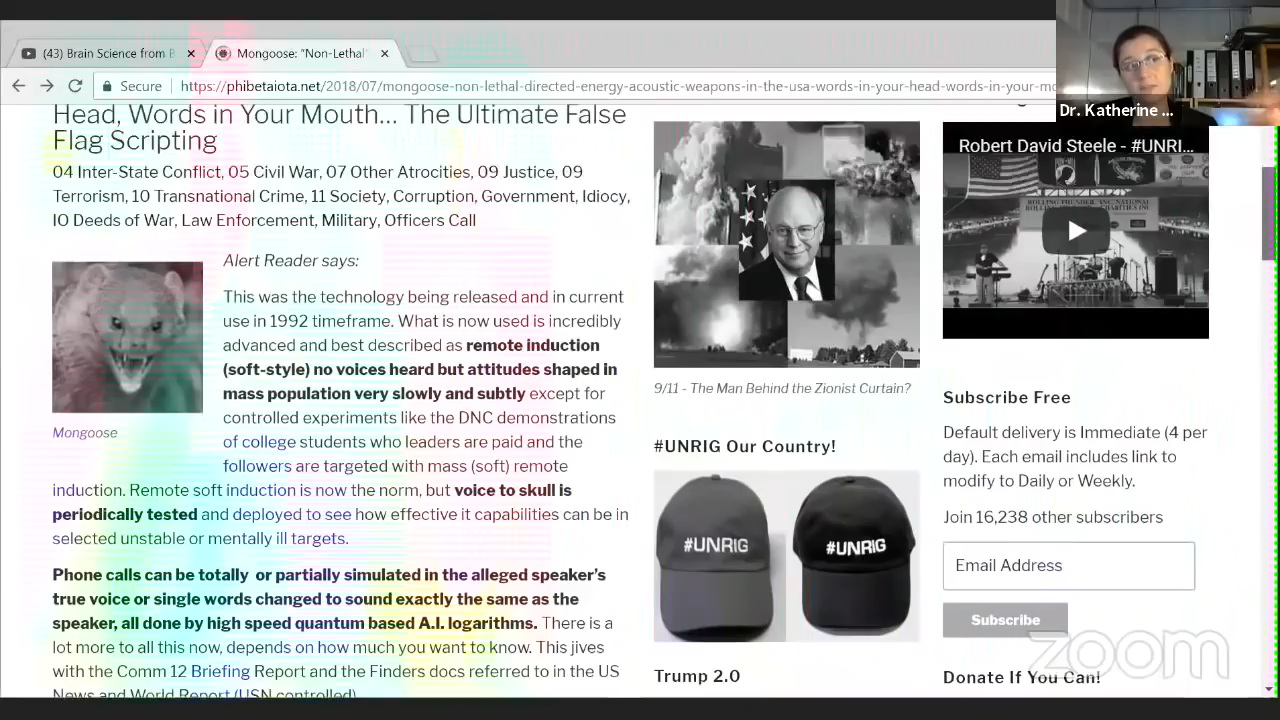 (43) Brain Science from B
Mongoose: "Non-Lethal"
Secure https://phibetaiota.net/2018/07/mongoose-non-lethal-directed-energy-acoustic-weapons-in-the-usa-words-in-your-head-words-in-your-mo
Dr. Katherine ...
Head, Words in Your Mouth... The Ultimate False
Flag Scripting
04 Inter-State Conflict, 05 Civil War, 07 Other Atrocities, 09 Justice, 09
Terrorism, 10 Transnational Crime, 11 Society, Corruption, Government, Idiocy,
IO Deeds of War, Law Enforcement, Military, Officers Call
Mongoose
Alert Reader says:
This was the technology being released and in current
use in 1992 timeframe. What is now used is incredibly
advanced and best described as remote induction
(soft-style) no voices heard but attitudes shaped in
mass population very slowly and subtly except for
controlled experiments like the DNC demonstrations
of college students who leaders are paid and the
followers are targeted with mass (soft) remote
induction. Remote soft induction is now the norm, but voice to skull is
periodically tested and deployed to see how effective it capabilities can be in
selected unstable or mentally ill targets.
Phone calls can be totally or partially simulated in the alleged speaker's
true voice or single words changed to sound exactly the same as the
speaker, all done by high speed quantum based A.I. logarithms. There is a
lot more to all this now, depends on how much you want to know. This jives
with the Comm 12 Briefing Report and the Finders docs referred to in the US
News and World Report (USN controlled)
9/11 - The Man Behind the Zionist Curtain?
#UNRIG Our Country!
#UNRIG
#UNRIG
Trump 2.0
Robert David Steele - #UNRI...
Subscribe Free
Default delivery is Immediate (4 per
day). Each email includes link to
modify to Daily or Weekly.
Join 16,238 other subscribers
Email Address
Subscribe
Donate If You Can!
zoom